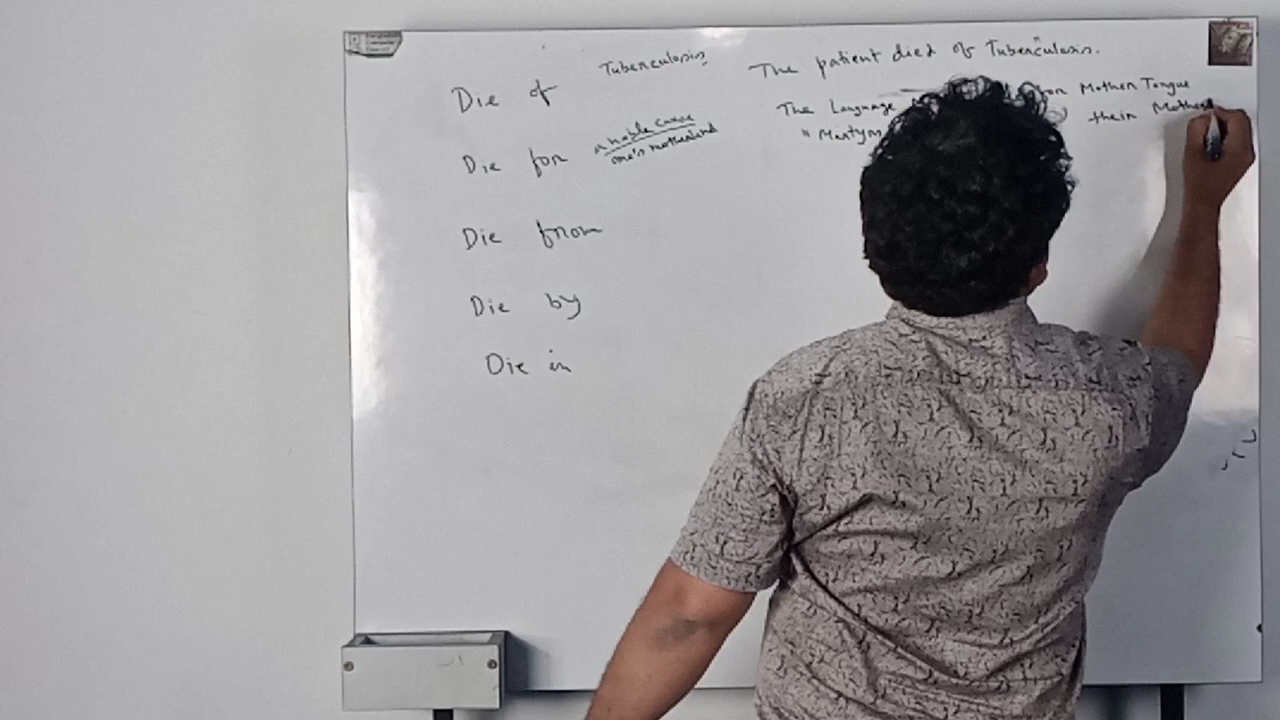 Die of Tuberculosis The patient died of Tuberculosis.
Die for a noble cause The Language for Mother Tongue
one's motherland " Martyrs their Mother
Die from
Die by
Die in